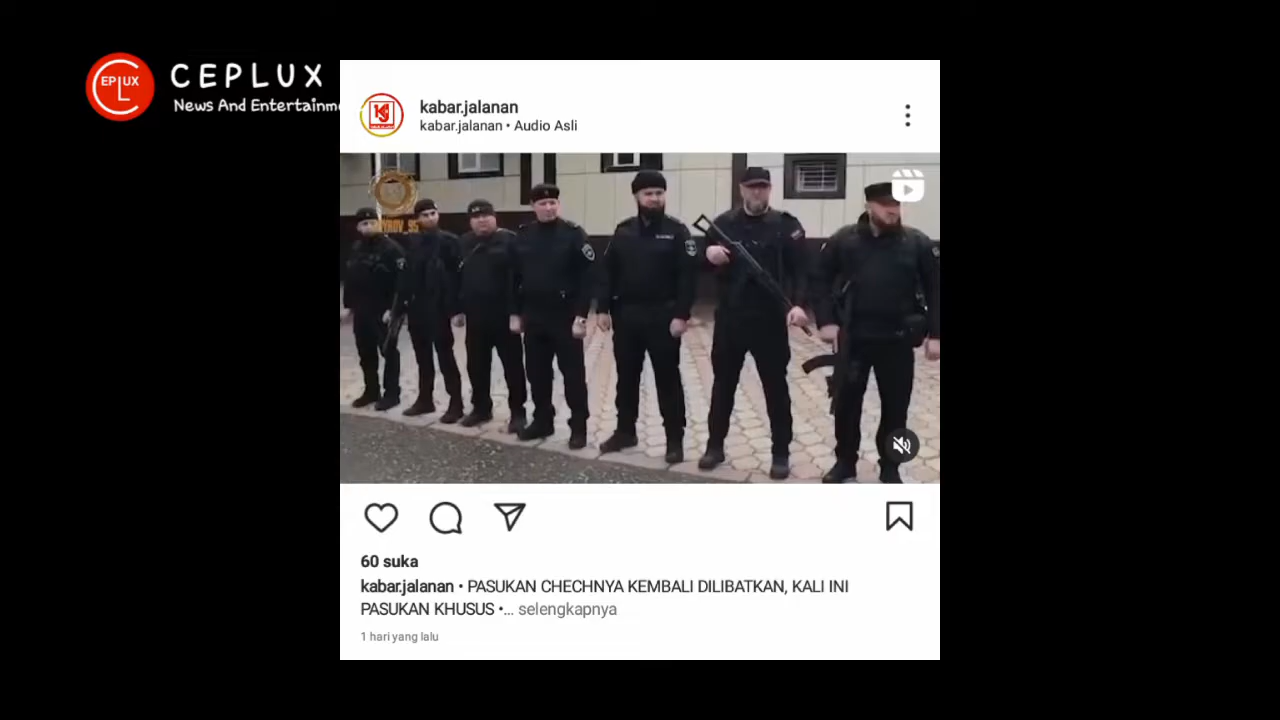 CEPLUX
News And Entertainm
EPLUX
kabar.jalanan
kabar.jalanan • Audio Asli
60 suka
kabar.jalanan • PASUKAN CHECHNYA KEMBALI DILIBATKAN, KALI INI
PASUKAN KHUSUS •... selengkapnya
1 hari yang lalu